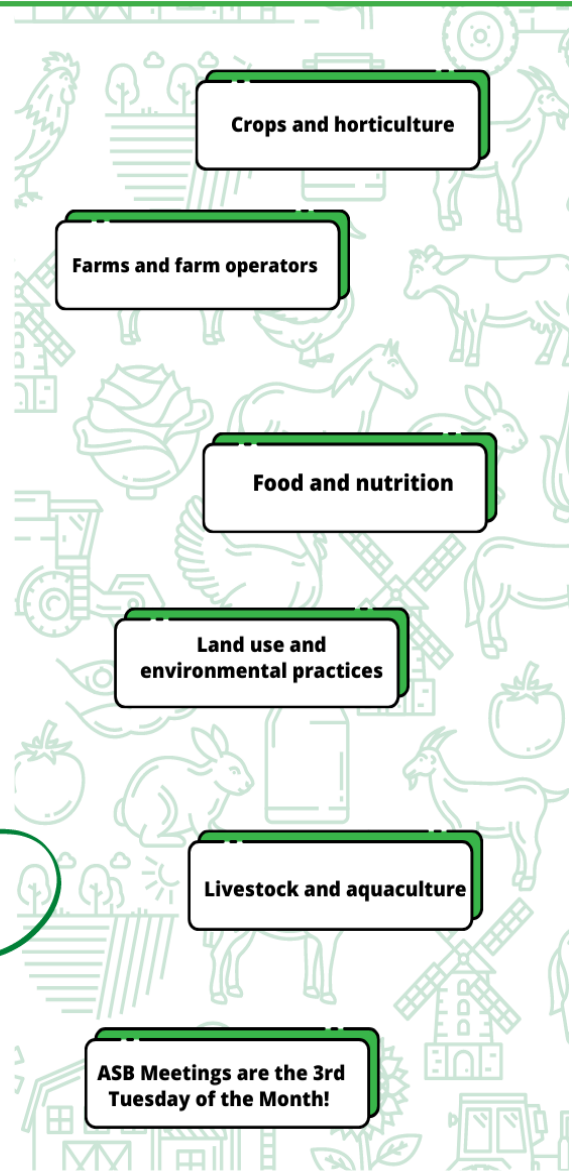 Crops and horticulture
Farms and farm operators
Food and nutrition
Land use and
environmental practices
Livestock and aquaculture
ASB Meetings are the 3rd
Tuesday of the Month!